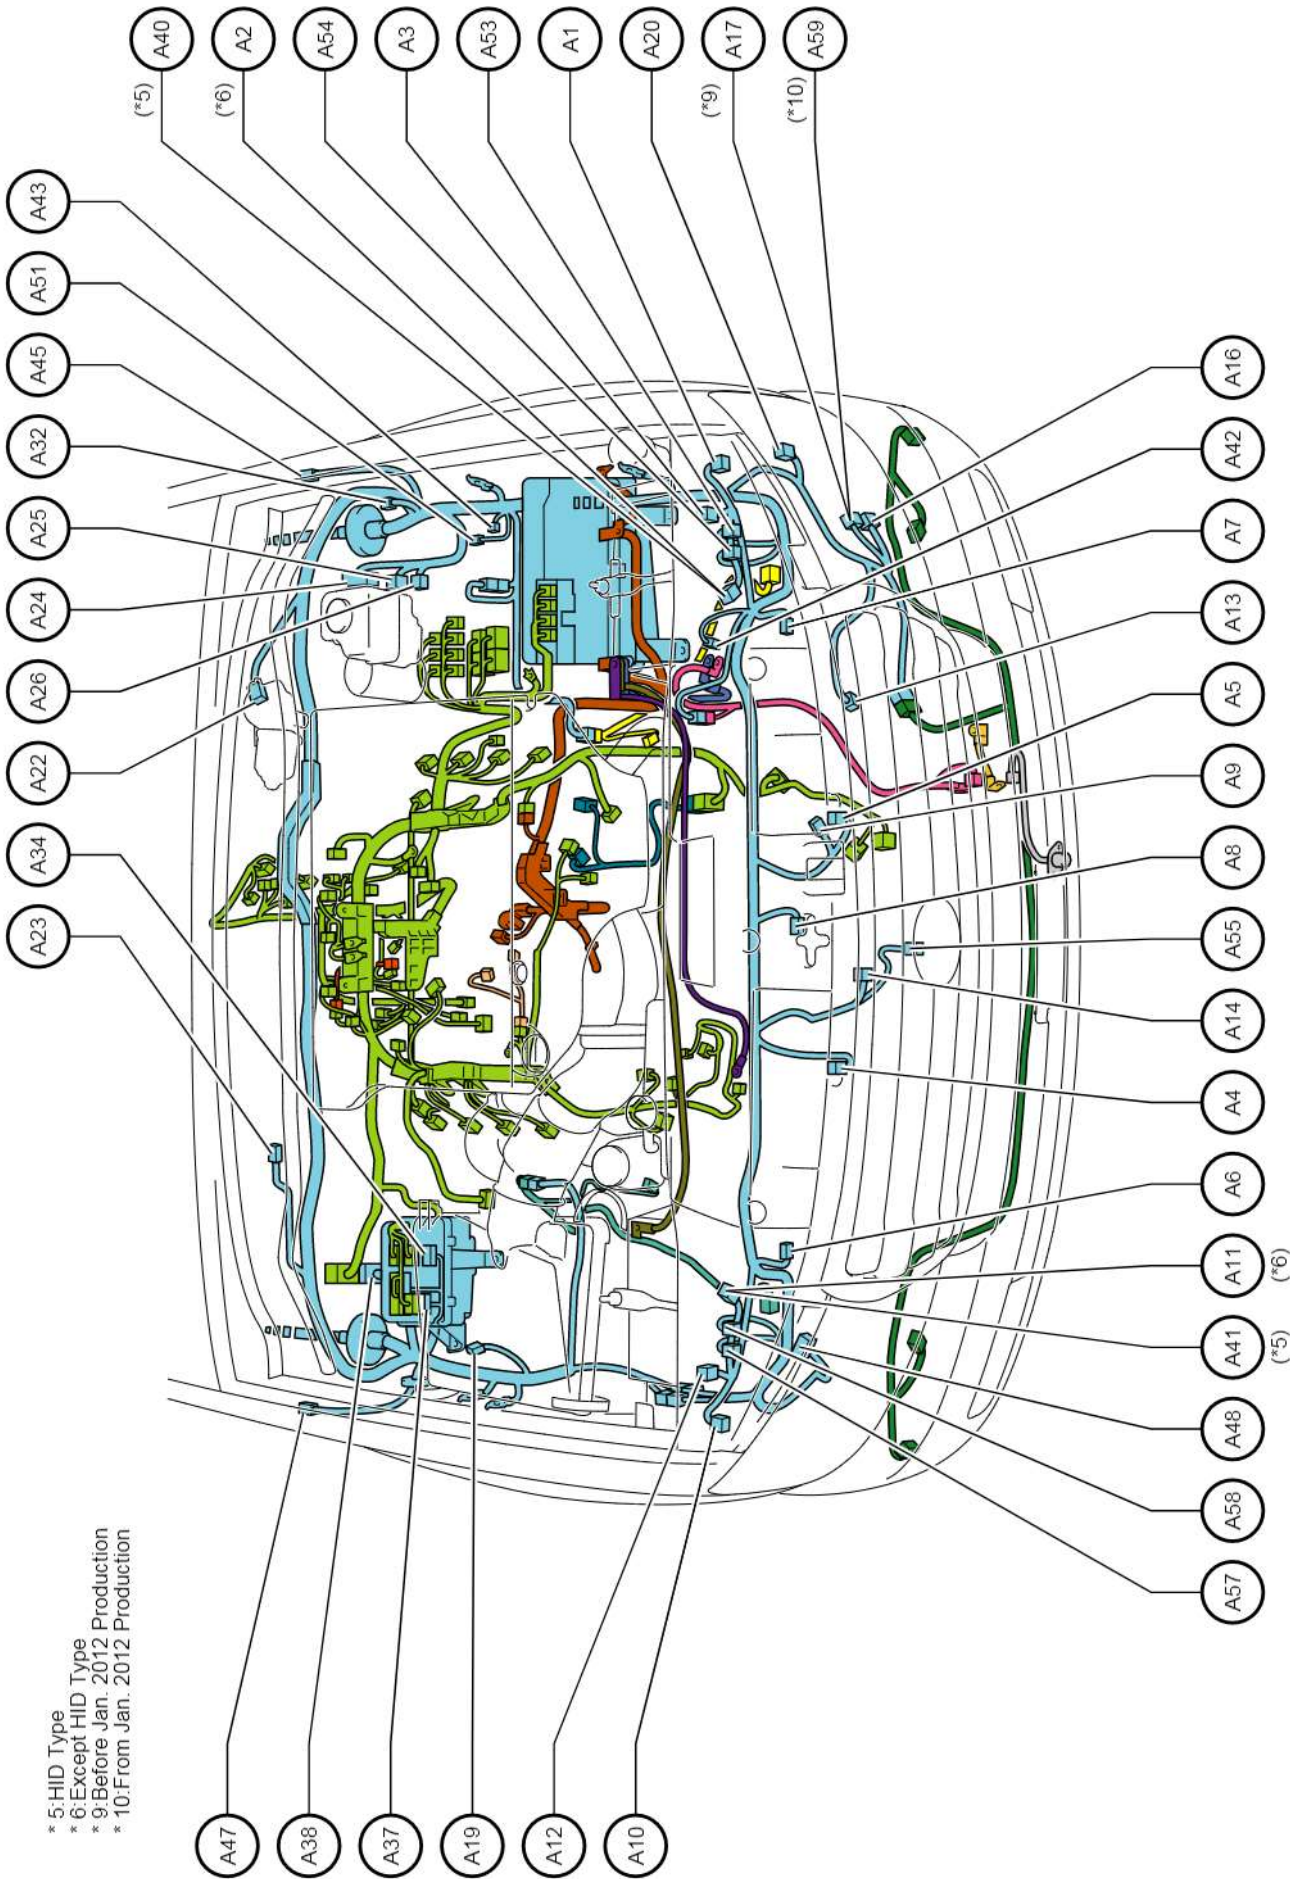 * 5:HID Type
* 6:Except HID Type
* 9:Before Jan. 2012 Production
* 10:From Jan. 2012 Production
A23
A34
A22
A26
A24
A25
A32
A45
A51
A43
A47
A38
A37
A19
A12
A10
(*5) A40
(*6) A2
A54
A3
A53
A1
A20
(*9) A17
(*10) A59
A57
A58
A48
A41
(*5)
A11
(*6)
A6
A4
A14
A55
A8
A9
A5
A13
A7
A42
A16